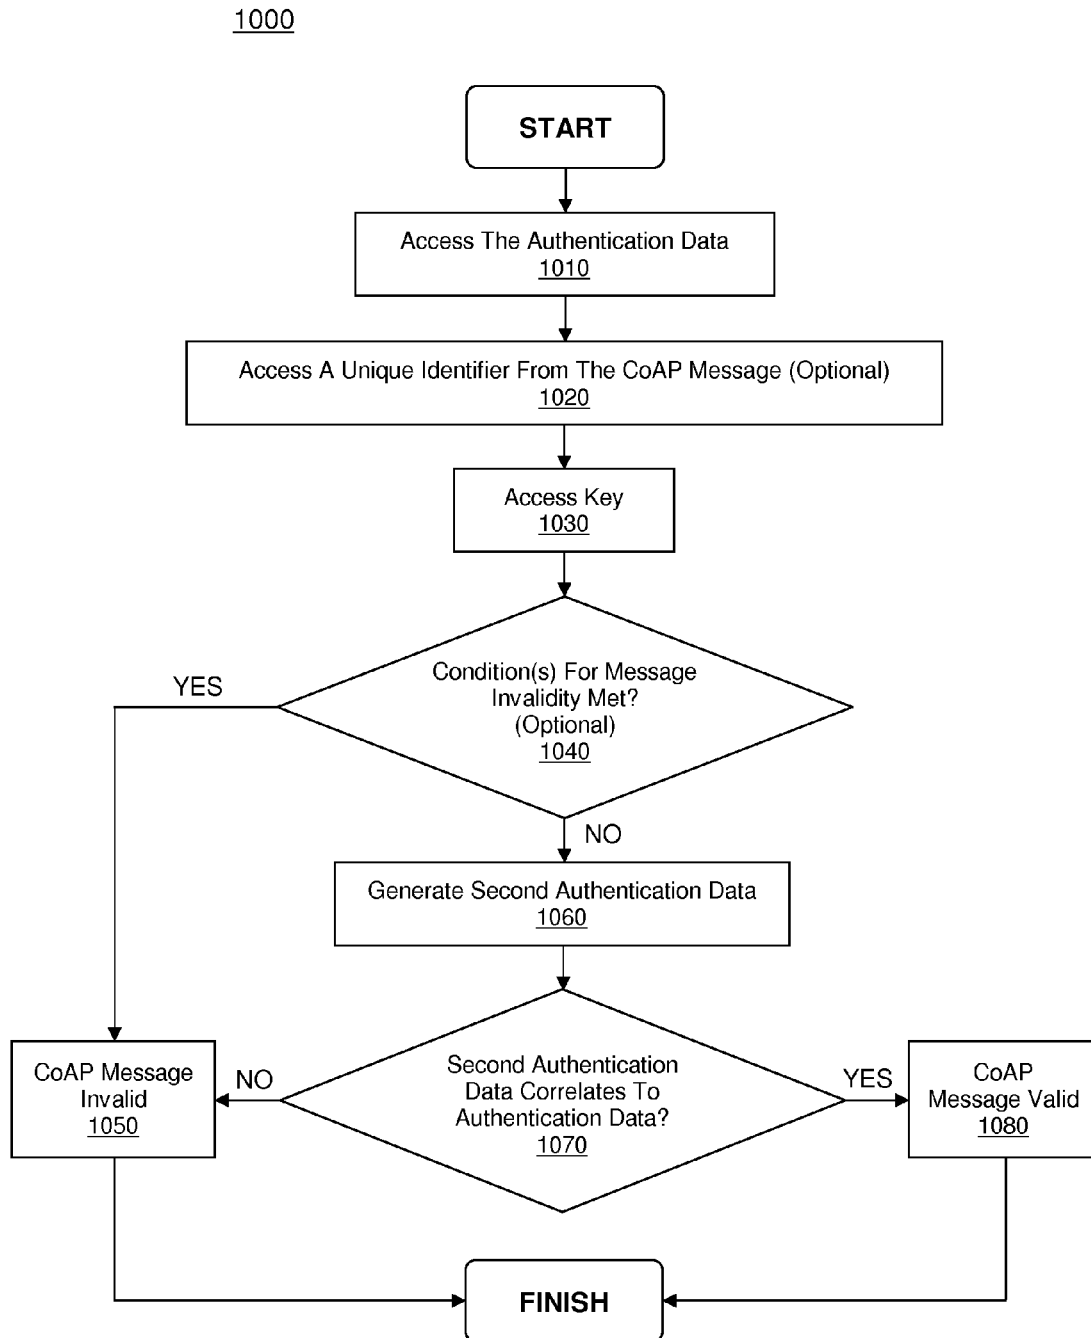 1000
START
Access The Authentication Data
1010
Access A Unique Identifier From The CoAP Message (Optional)
1020
Access Key
1030
Condition(s) For Message
Invalidity Met?
(Optional)
1040
YES
NO
Generate Second Authentication Data
1060
Second Authentication
Data Correlates To
Authentication Data?
1070
NO
YES
CoAP Message
Invalid
1050
CoAP
Message Valid
1080
FINISH